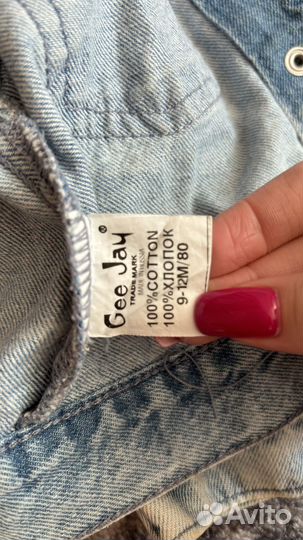 Gee Jay ®
TRADE MARK
100% COTTON
100% ХЛОПОК
9-12M/80
Avito